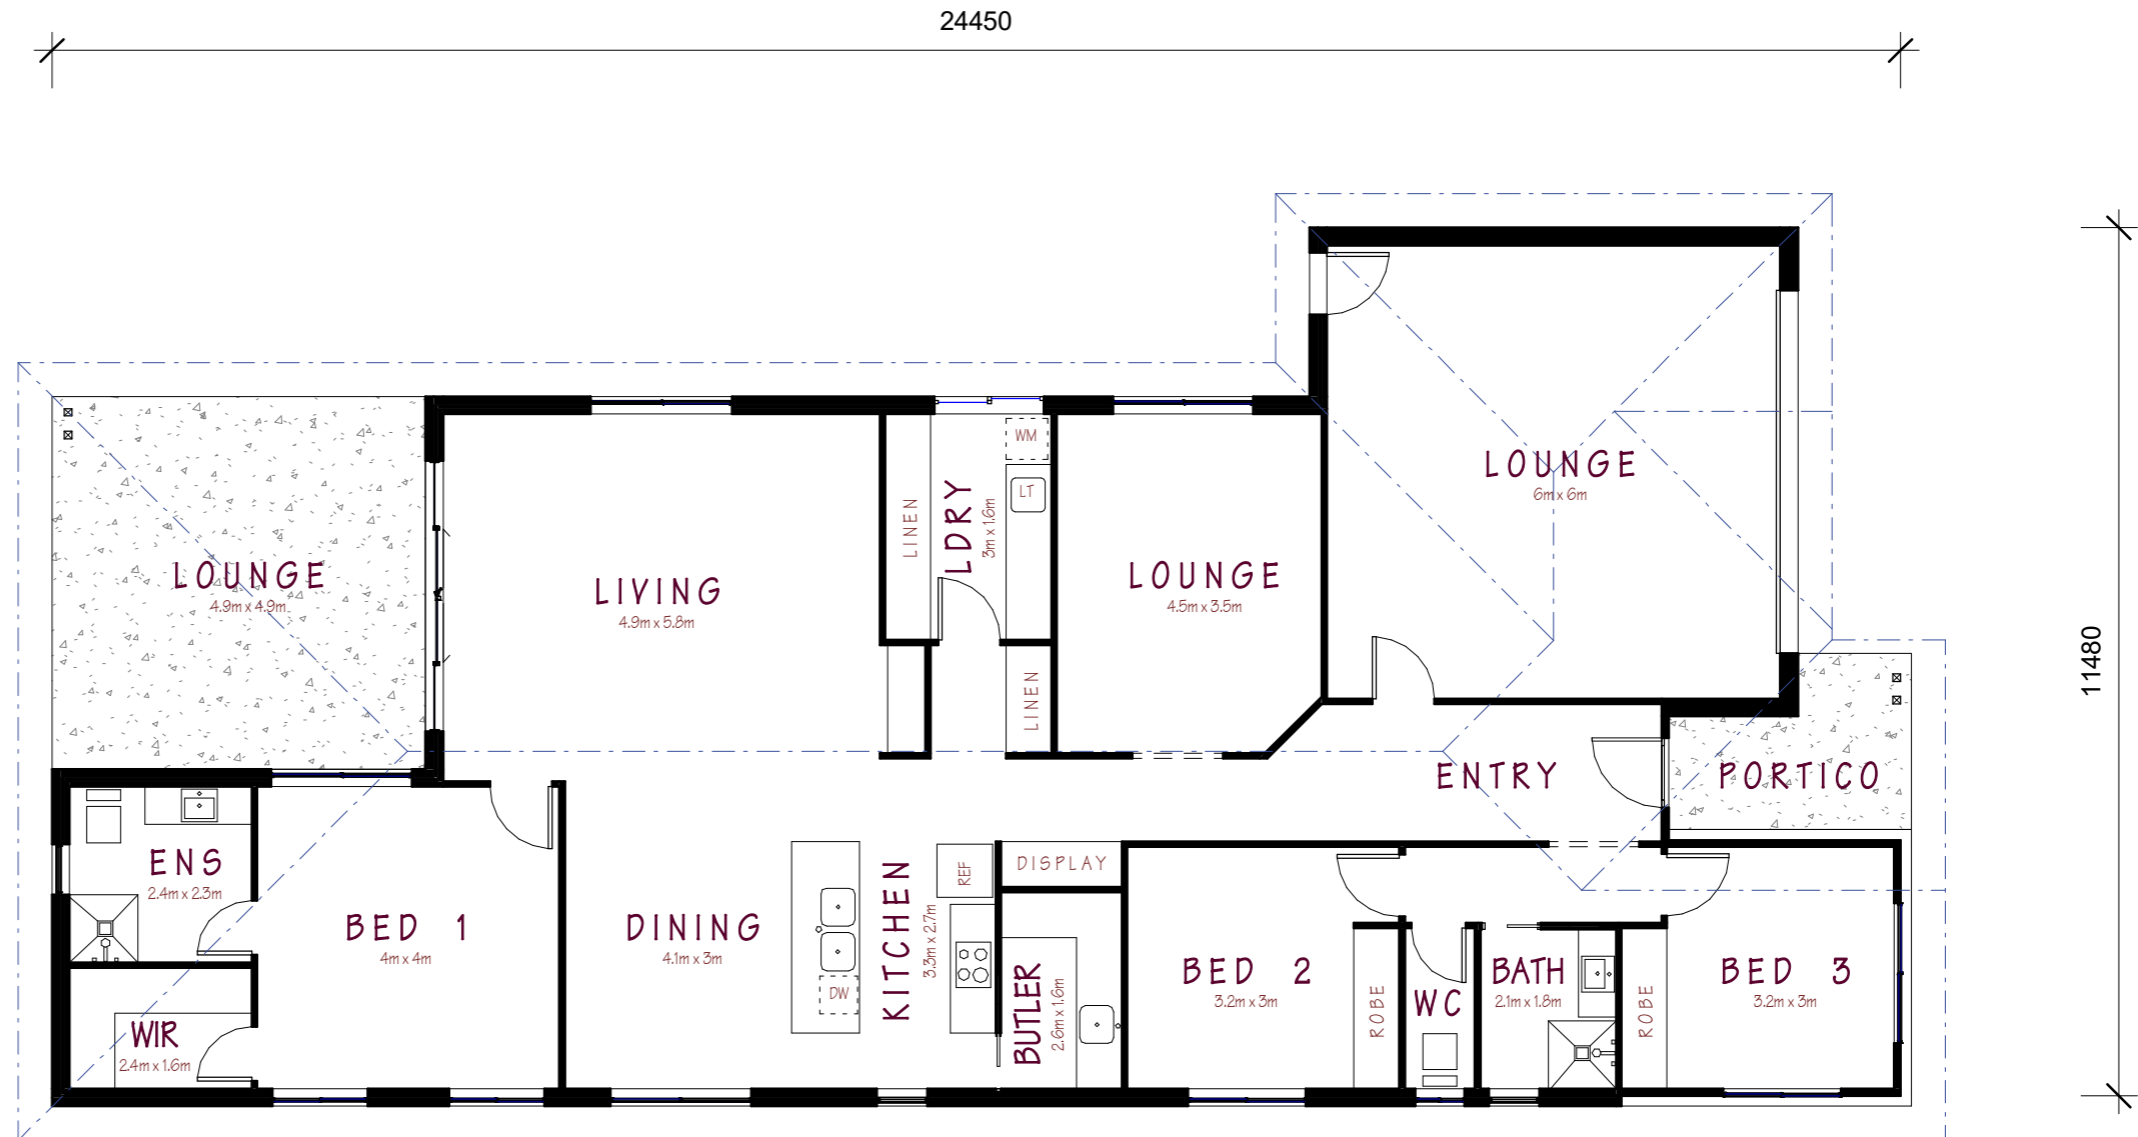 24450
11480
LOUNGE
6m x 6m
WM
LT
LINEN
LDRY
3m x 1.6m
LOUNGE
4.9m x 4.9m
LIVING
4.9m x 5.8m
LOUNGE
4.5m x 3.5m
LINEN
ENTRY
PORTICO
ENS
2.4m x 2.3m
BED 1
4m x 4m
DINING
4.1m x 3m
KITCHEN
3.3m x 2.7m
REF
DISPLAY
DW
BUTLER
2.6m x 1.6m
BED 2
3.2m x 3m
ROBE
WC
BATH
2.1m x 1.8m
ROBE
BED 3
3.2m x 3m
WIR
2.4m x 1.6m